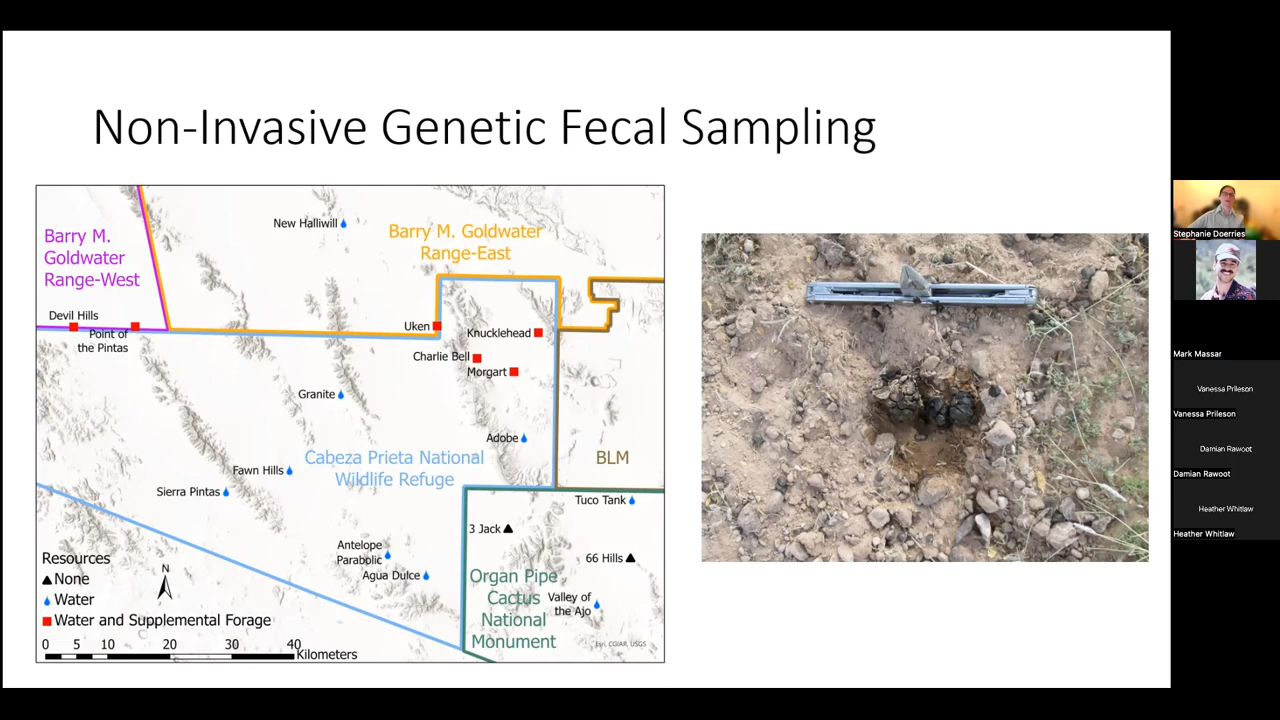 Non-Invasive Genetic Fecal Sampling
New Halliwill
Barry M.
Goldwater
Range-West
Barry M. Goldwater
Range-East
Devil Hills
Point of
the Pintas
Uken
Knucklehead
Charlie Bell
Morgart
Granite
Adobe
Cabeza Prieta National
Wildlife Refuge
BLM
Fawn Hills
Sierra Pintas
Tuco Tank
3 Jack
Antelope
Parabolic
Agua Dulce
66 Hills
Organ Pipe
Cactus
National
Monument
Valley of
the Ajo
Resources
None
Water
Water and Supplemental Forage
N
0 5 10 20 30 40
Kilometers
Esri, CGIAR, USGS
Stephanie Doerries
Mark Massar
Vanessa Prileson
Vanessa Prileson
Damian Rawoot
Damian Rawoot
Heather Whitlaw
Heather Whitlaw